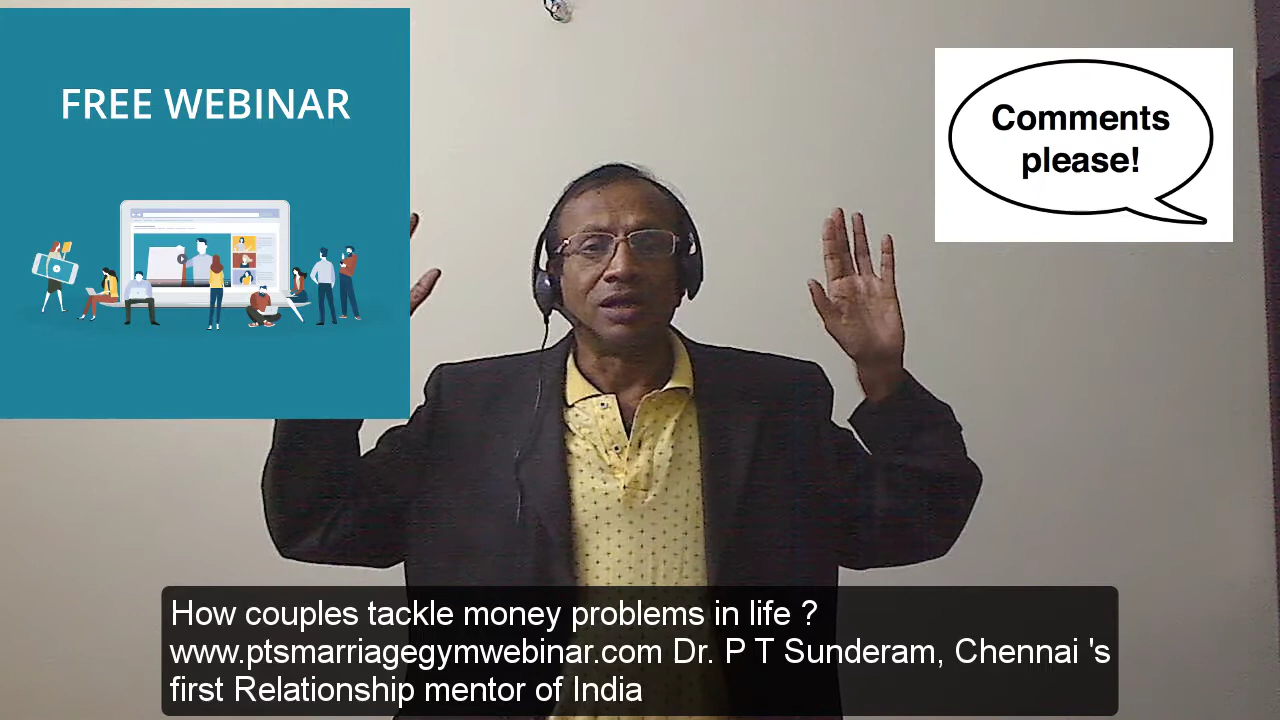 FREE WEBINAR
Comments
please!
How couples tackle money problems in life ?
www.ptsmarriagegymwebinar.com Dr. P T Sunderam, Chennai 's
first Relationship mentor of India